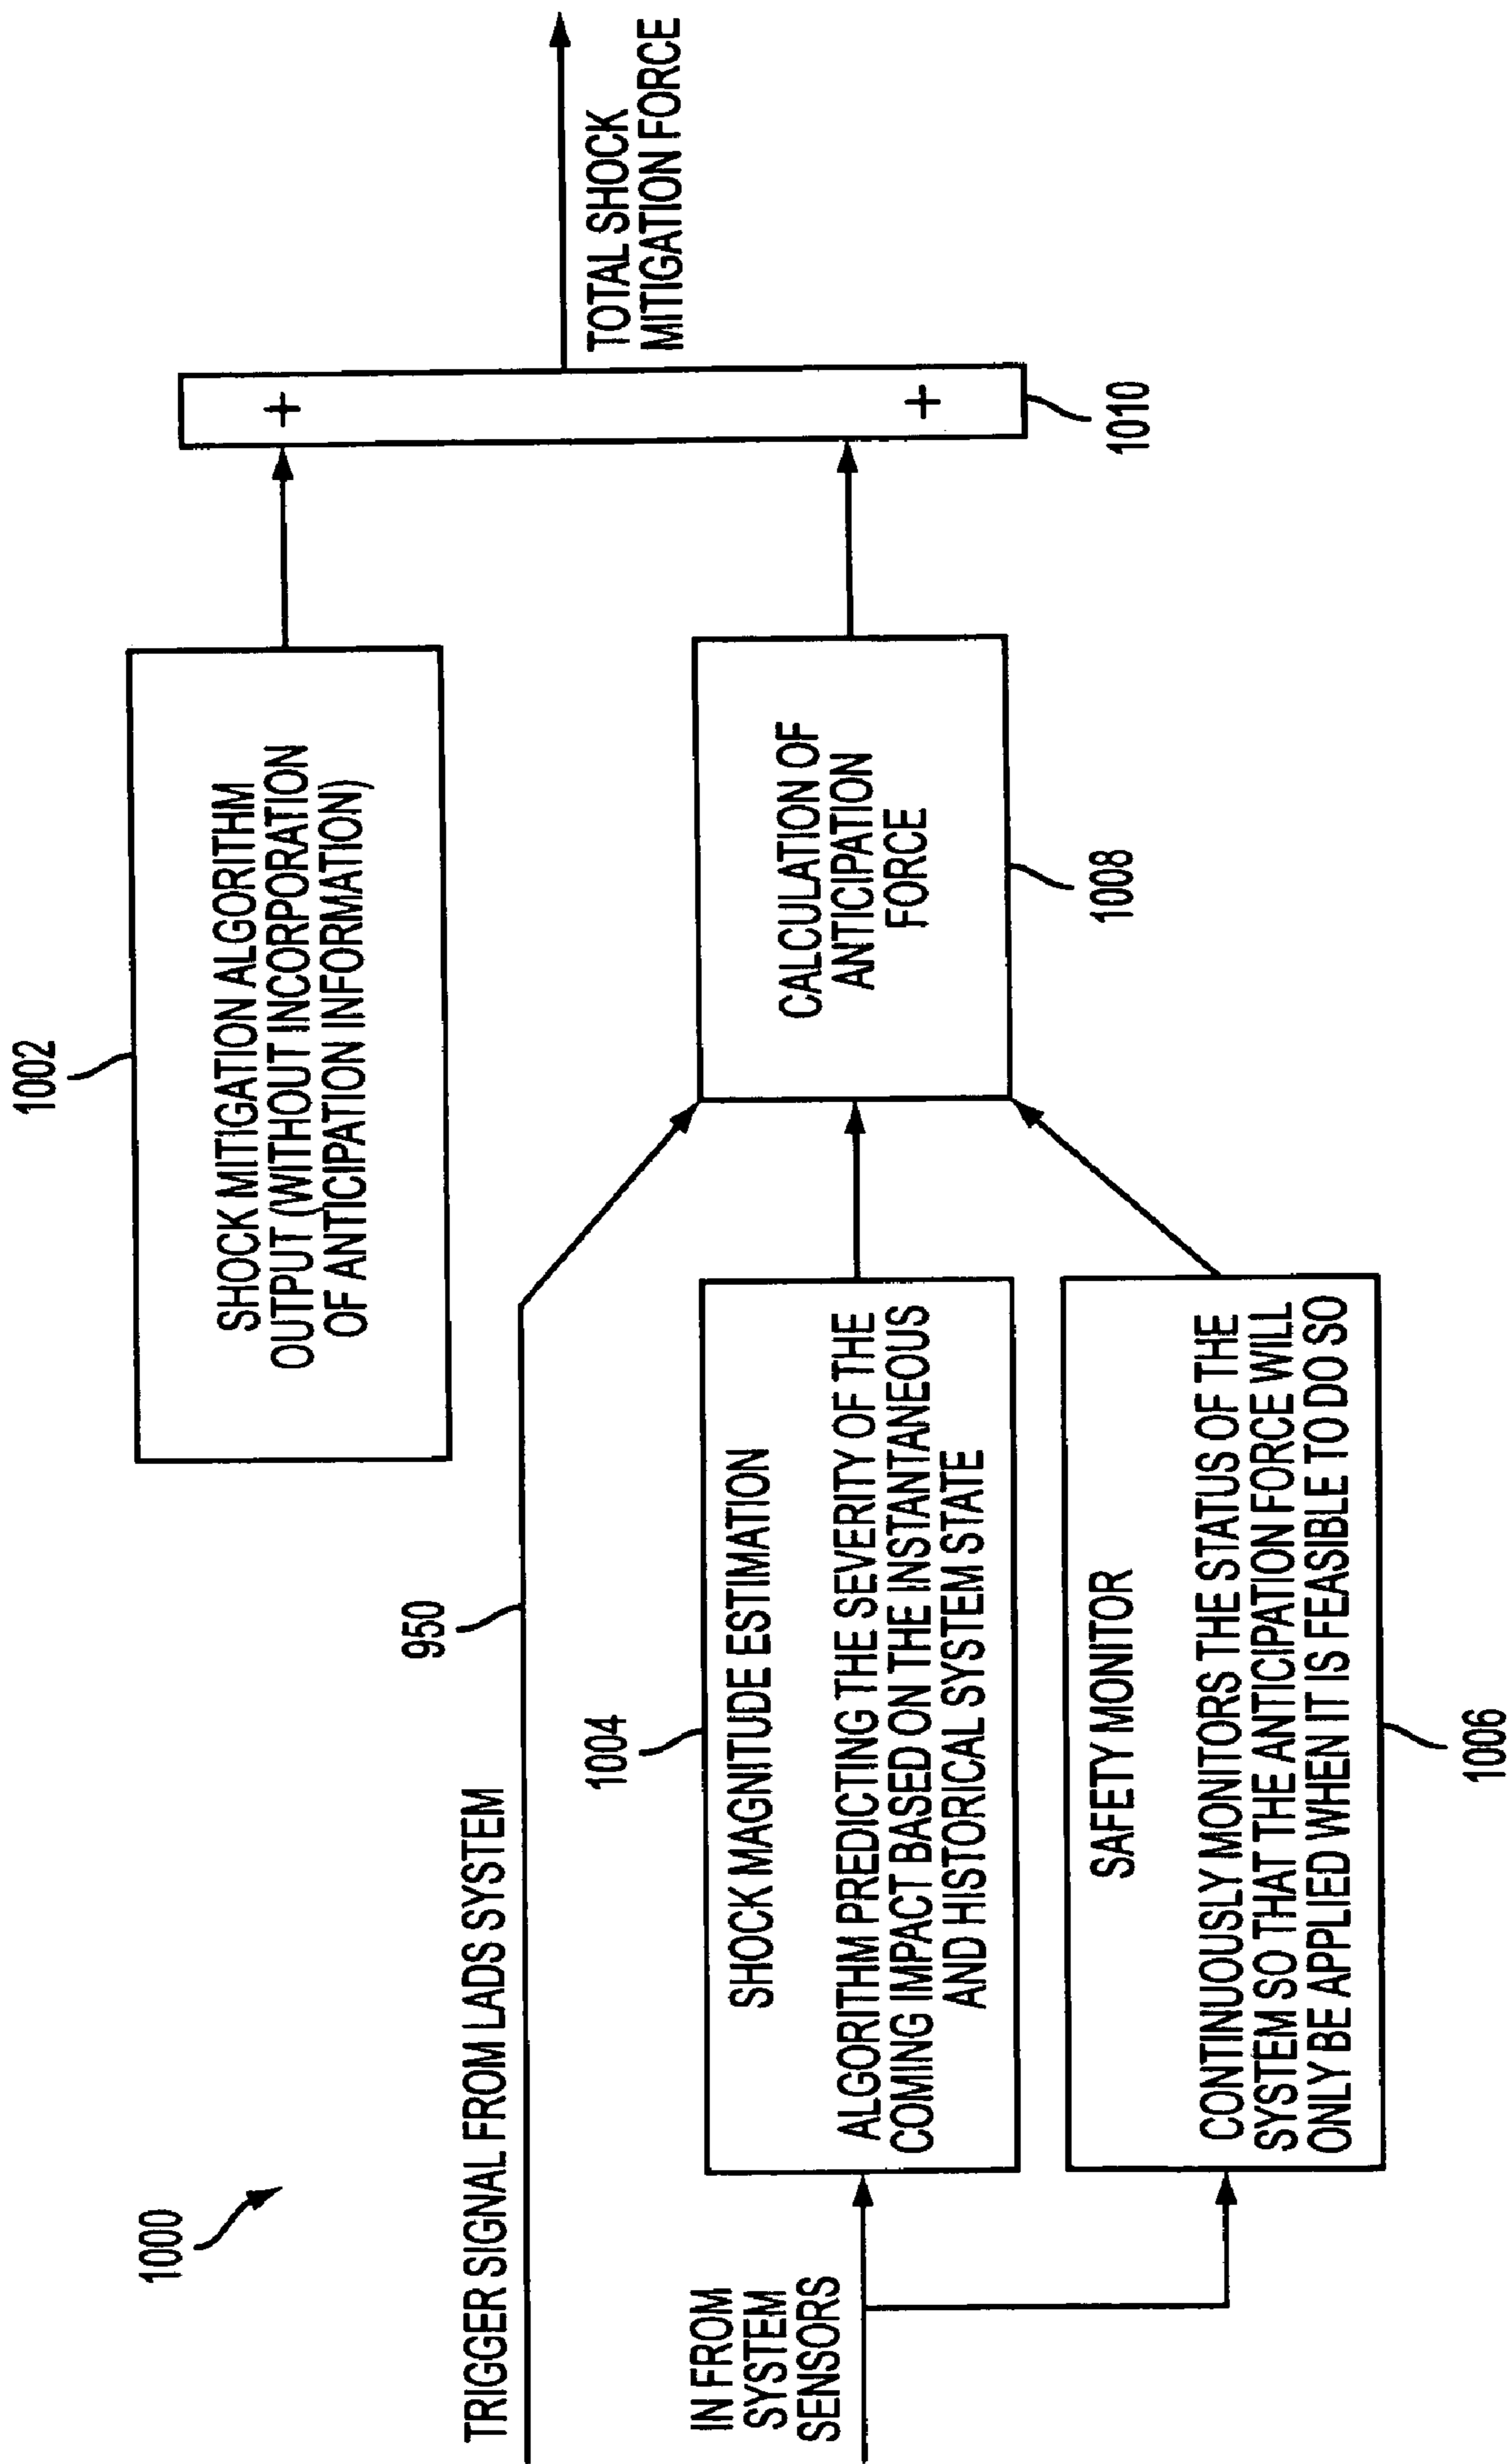 1000
1002
SHOCK MITIGATION ALGORITHM
OUTPUT (WITHOUT INCORPORATION
OF ANTICIPATION INFORMATION)
TRIGGER SIGNAL FROM LADS SYSTEM
950
IN FROM
SYSTEM
SENSORS
1004
SHOCK MAGNITUDE ESTIMATION
ALGORITHM PREDICTING THE SEVERITY OF THE
COMING IMPACT BASED ON THE INSTANTANEOUS
AND HISTORICAL SYSTEM STATE
SAFETY MONITOR
CONTINUOUSLY MONITORS THE STATUS OF THE
SYSTEM SO THAT THE ANTICIPATION FORCE WILL
ONLY BE APPLIED WHEN IT IS FEASIBLE TO DO SO
1006
CALCULATION OF
ANTICIPATION
FORCE
1008
+
+
1010
TOTAL SHOCK
MITIGATION FORCE